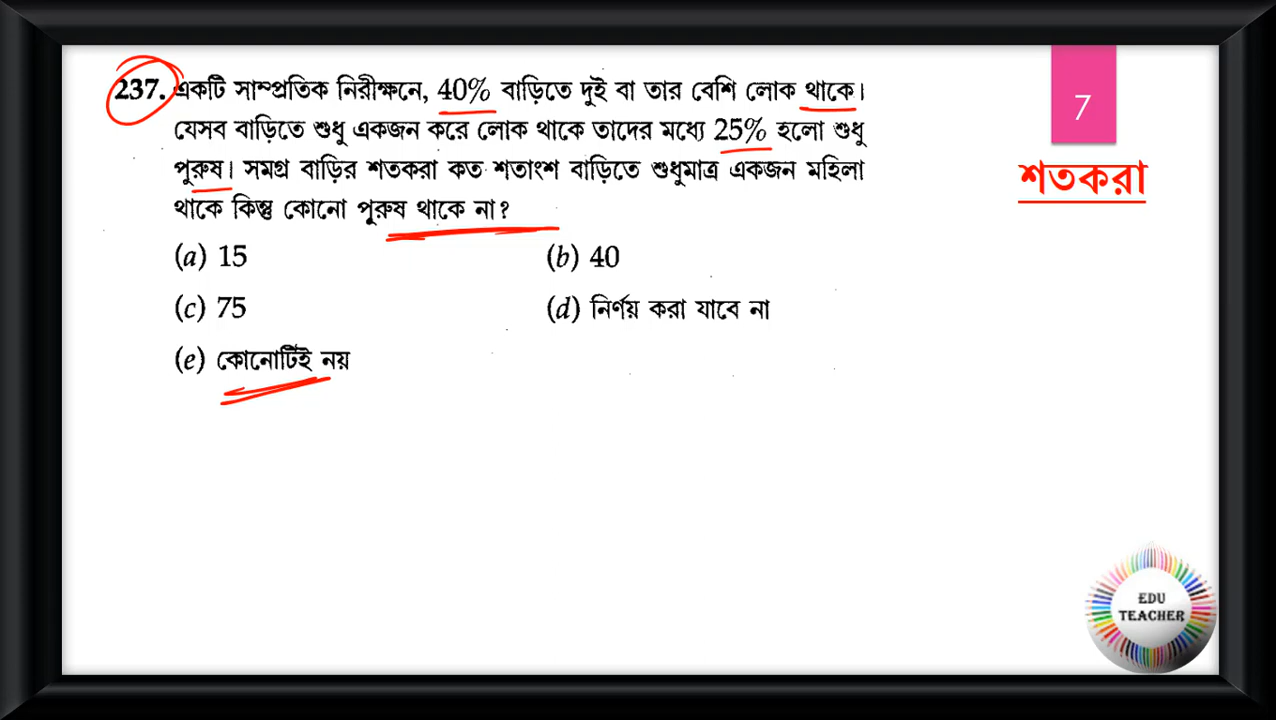 237. একটি সাম্প্রতিক নিরীক্ষনে, 40% বাড়িতে দুই বা তার বেশি লোক থাকে।
যেসব বাড়িতে শুধু একজন করে লোক থাকে তাদের মধ্যে 25% হলো শুধু
পুরুষ। সমগ্র বাড়ির শতকরা কত শতাংশ বাড়িতে শুধুমাত্র একজন মহিলা
থাকে কিন্তু কোনো পুরুষ থাকে না?
(a) 15 (b) 40
(c) 75 (d) নির্ণয় করা যাবে না
(e) কোনোটিই নয়
7
শতকরা
EDU
TEACHER